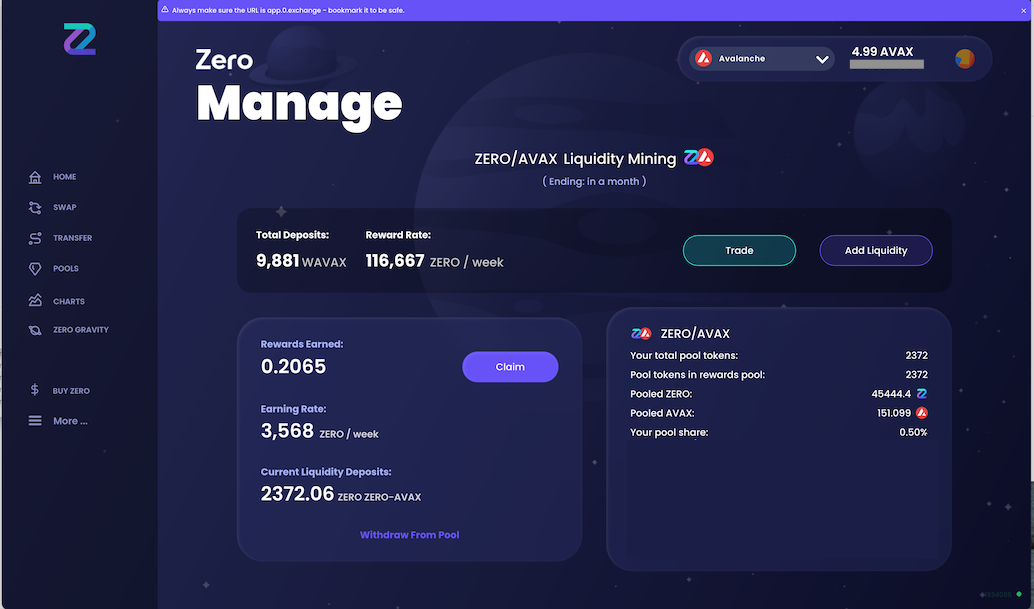 Always make sure the URL is app.0.exchange - bookmark it to be safe.
Zero
Manage
Avalanche
4.99 AVAX
HOME
SWAP
TRANSFER
POOLS
CHARTS
ZERO GRAVITY
BUY ZERO
More ...
ZERO/AVAX Liquidity Mining
( Ending: in a month )
Total Deposits:
9,881 WAVAX
Reward Rate:
116,667 ZERO / week
Trade
Add Liquidity
Rewards Earned:
0.2065
Claim
Earning Rate:
3,568 ZERO / week
Current Liquidity Deposits:
2372.06 ZERO ZERO-AVAX
Withdraw From Pool
ZERO/AVAX
Your total pool tokens: 2372
Pool tokens in rewards pool: 2372
Pooled ZERO: 45444.4
Pooled AVAX: 151.099
Your pool share: 0.50%